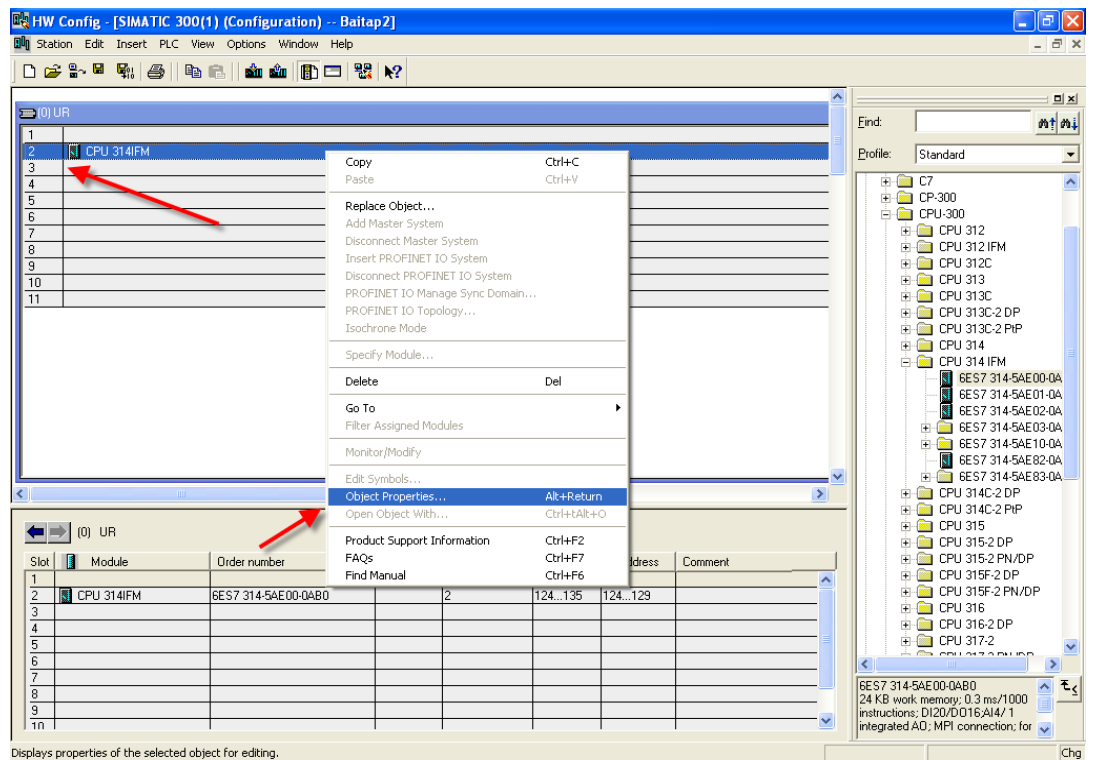 HW Config - [SIMATIC 300(1) (Configuration) -- Baitap2]
Station Edit Insert PLC View Options Window Help
(0) UR
1
2 CPU 314IFM
3
4
5
6
7
8
9
10
11
Copy Ctrl+C
Paste Ctrl+V
Replace Object...
Add Master System
Disconnect Master System
Insert PROFINET IO System
Disconnect PROFINET IO System
PROFINET IO Manage Sync Domain...
PROFINET IO Topology...
Isochrone Mode
Specify Module...
Delete Del
Go To
Filter Assigned Modules
Monitor/Modify
Edit Symbols...
Object Properties... Alt+Return
Open Object With... Ctrl+tAlt+O
Product Support Information Ctrl+F2
FAQs Ctrl+F7
Find Manual Ctrl+F6
(0) UR
Slot Module Order number ddress Comment
1
2 CPU 314IFM 6ES7 314-5AE00-0AB0 2 124...135 124...129
3
4
5
6
7
8
9
10
Find:
Profile: Standard
C7
CP-300
CPU-300
CPU 312
CPU 312 IFM
CPU 312C
CPU 313
CPU 313C
CPU 313C-2 DP
CPU 313C-2 PtP
CPU 314
CPU 314 IFM
6ES7 314-5AE00-0A
6ES7 314-5AE01-0A
6ES7 314-5AE02-0A
6ES7 314-5AE03-0A
6ES7 314-5AE10-0A
6ES7 314-5AE82-0A
6ES7 314-5AE83-0A
CPU 314C-2 DP
CPU 314C-2 PtP
CPU 315
CPU 315-2 DP
CPU 315-2 PN/DP
CPU 315F-2 DP
CPU 315F-2 PN/DP
CPU 316
CPU 316-2 DP
CPU 317-2
CPU 317-2 PN/DP
6ES7 314-5AE00-0AB0
24 KB work memory; 0.3 ms/1000
instructions; DI20/DO16;AI4/ 1
integrated AO; MPI connection; for
Displays properties of the selected object for editing.
Chg